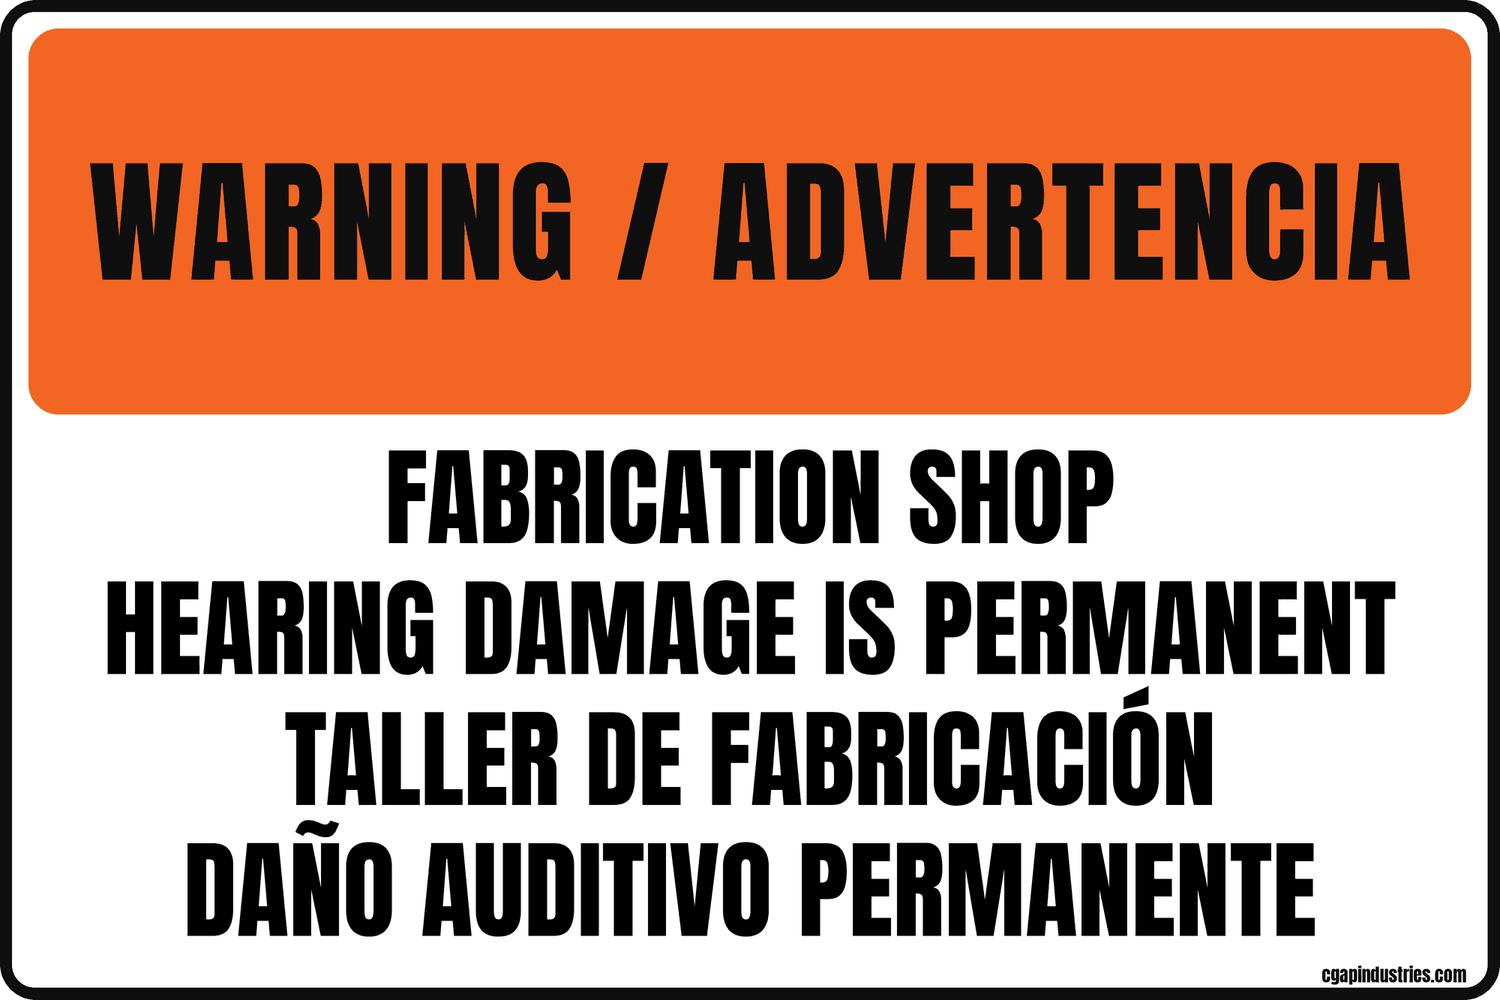 WARNING / ADVERTENCIA
FABRICATION SHOP
HEARING DAMAGE IS PERMANENT
TALLER DE FABRICACIÓN
DAÑO AUDITIVO PERMANENTE
cgapindustries.com